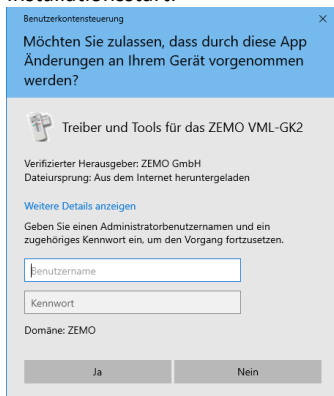 Benutzerkontensteuerung
Möchten Sie zulassen, dass durch diese App
Änderungen an Ihrem Gerät vorgenommen
werden?
Treiber und Tools für das ZEMO VML-GK2
Verifizierter Herausgeber: ZEMO GmbH
Dateiursprung: Aus dem Internet heruntergeladen
Weitere Details anzeigen
Geben Sie einen Administratorbenutzernamen und ein
zugehöriges Kennwort ein, um den Vorgang fortzusetzen.
Benutzername
Kennwort
Domäne: ZEMO
Ja Nein